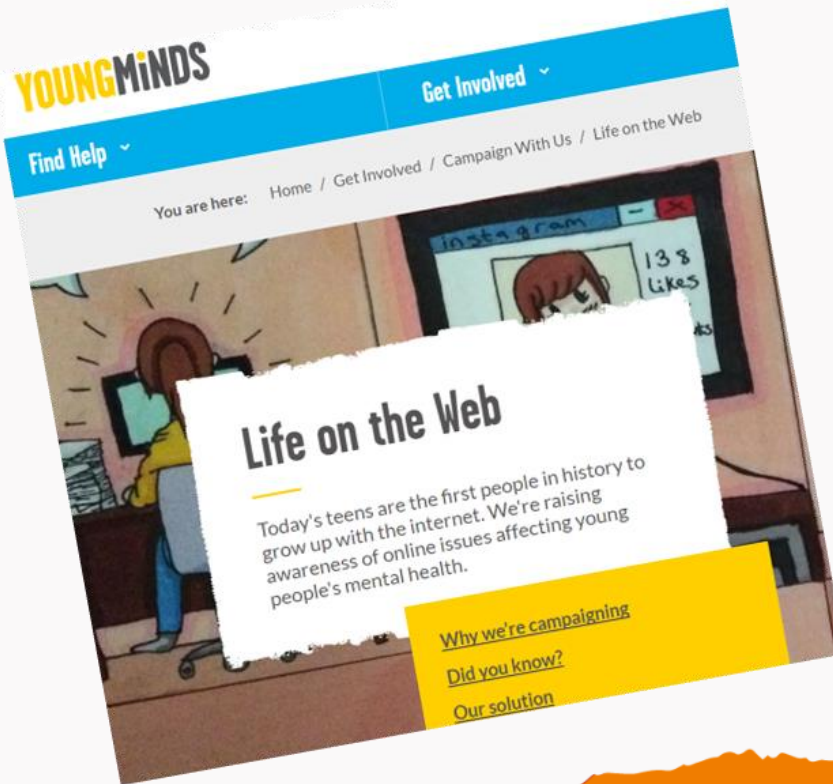 YOUNGMiNDS
Find Help
Get Involved
You are here: Home / Get Involved / Campaign With Us / Life on the Web
instagram
138
Likes
Life on the Web
Today's teens are the first people in history to
grow up with the internet. We're raising
awareness of online issues affecting young
people's mental health.
Why we're campaigning
Did you know?
Our solution